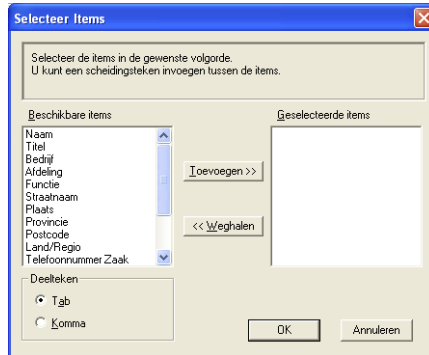 Selecteer Items
Selecteer de items in de gewenste volgorde.
U kunt een scheidingsteken invoegen tussen de items.
Beschikbare items
Geselecteerde items
Naam
Titel
Bedrijf
Afdeling
Functie
Straatnaam
Plaats
Provincie
Postcode
Land/Regio
Telefoonnummer Zaak
Toevoegen >>
<< Weghalen
Deelteken
Tab
Komma
OK
Annuleren